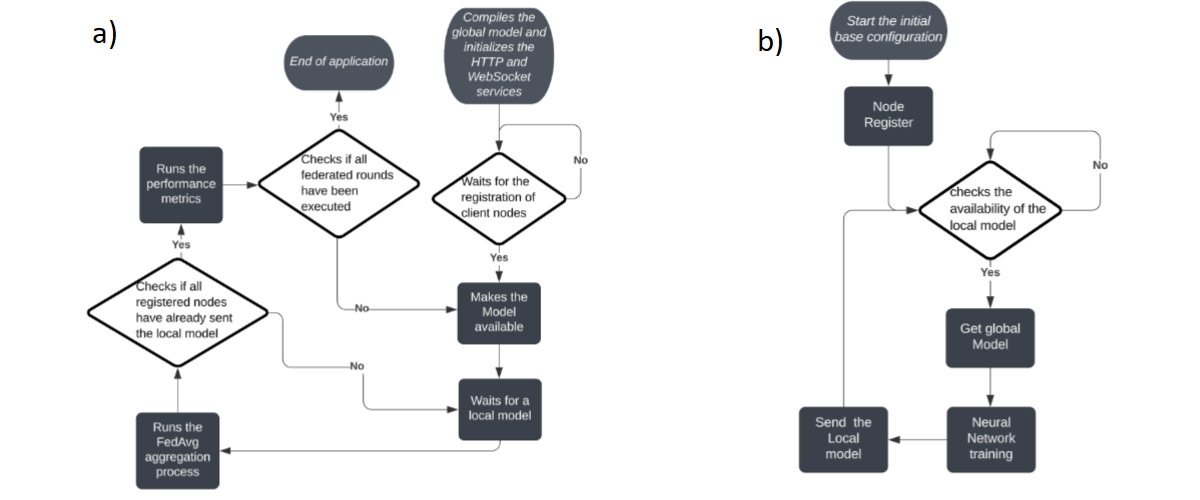 a)
Compiles the
global model and
initializes the
HTTP and
WebSocket
services
End of application
Yes
Checks if all
federated rounds
have been
executed
No
Waits for the
registration of
client nodes
No
Yes
Runs the
performance
metrics
Yes
Checks if all
registered nodes
have already sent
the local model
No
Makes the
Model
available
Waits for a
local model
Runs the
FedAvg
aggregation
process
b)
Start the initial
base configuration
Node
Register
checks the
availability of the
local model
No
Yes
Get global
Model
Neural
Network
training
Send the
Local
model